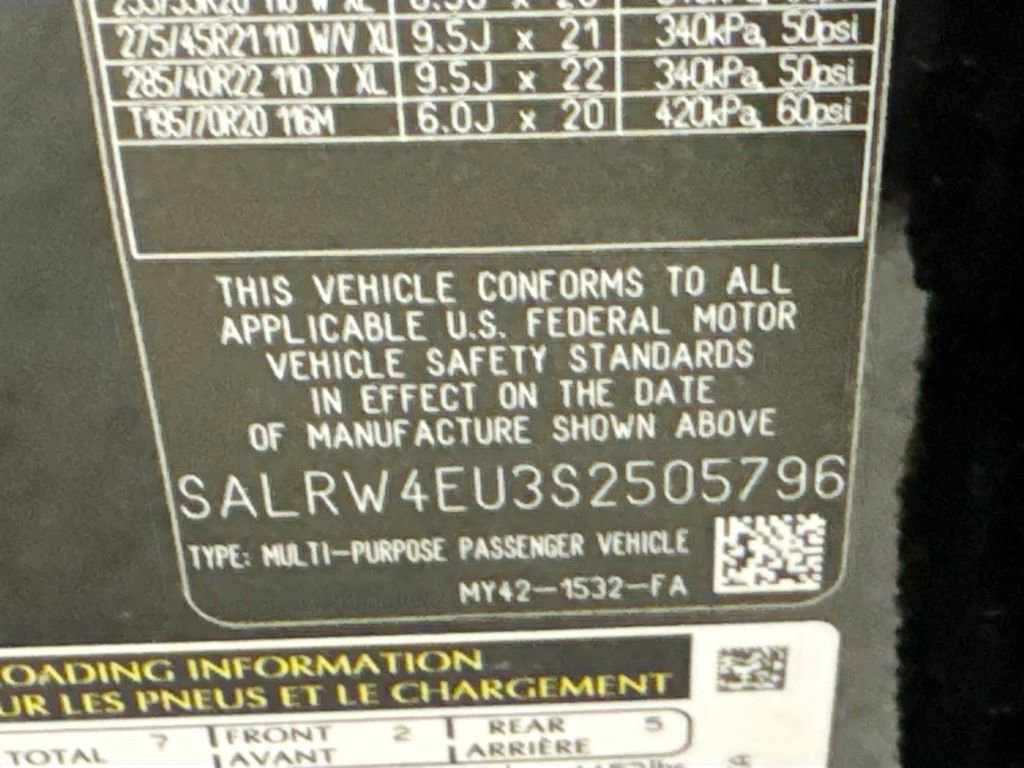 275/45R21 110 W/V XL 9.5J x 21 340kPa, 50psi
285/40R22 110 Y XL 9.5J x 22 340kPa, 50psi
T195/70R20 116M 6.0J x 20 420kPa, 60psi
THIS VEHICLE CONFORMS TO ALL
APPLICABLE U.S. FEDERAL MOTOR
VEHICLE SAFETY STANDARDS
IN EFFECT ON THE DATE
OF MANUFACTURE SHOWN ABOVE
SALRW4EU3S2505796
TYPE: MULTI-PURPOSE PASSENGER VEHICLE
MY42-1532-FA
OADING INFORMATION
UR LES PNEUS ET LE CHARGEMENT
TOTAL 7 FRONT 2 REAR 5
AVANT ARRIÈRE